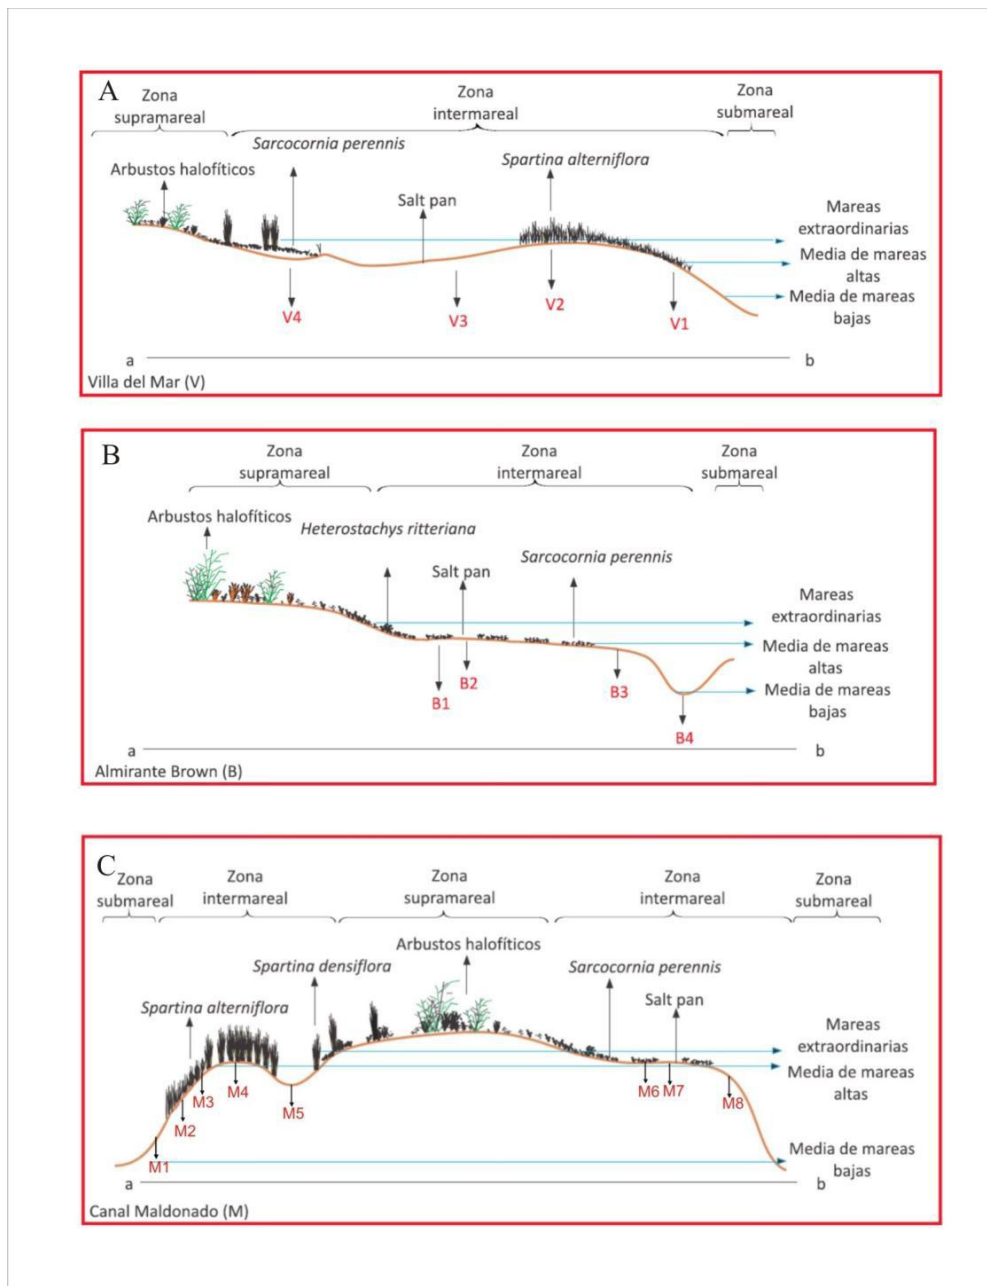 A
Zona
supramareal
Zona
intermareal
Zona
submareal
Sarcocornia perennis
Spartina alterniflora
Arbustos halofíticos
Salt pan
Mareas
extraordinarias
Media de mareas
altas
Media de mareas
bajas
V4
V3
V2
V1
a
b
Villa del Mar (V)
B
Zona
supramareal
Zona
intermareal
Zona
submareal
Arbustos halofíticos
Heterostachys ritteriana
Salt pan
Sarcocornia perennis
Mareas
extraordinarias
Media de mareas
altas
Media de mareas
bajas
B1
B2
B3
B4
a
b
Almirante Brown (B)
C
Zona
submareal
Zona
intermareal
Zona
supramareal
Zona
intermareal
Zona
submareal
Arbustos halofíticos
Spartina densiflora
Sarcocornia perennis
Spartina alterniflora
Salt pan
Mareas
extraordinarias
Media de mareas
altas
Media de mareas
bajas
M1
M2
M3
M4
M5
M6
M7
M8
a
b
Canal Maldonado (M)